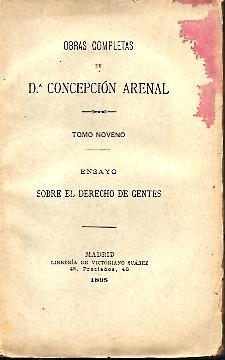 OBRAS COMPLETAS
DE
D.ª CONCEPCIÓN ARENAL
TOMO NOVENO
ENSAYO
SOBRE EL DERECHO DE GENTES
MADRID
LIBRERÍA DE VICTORIANO SUÁREZ
48, Preciados, 48
1895